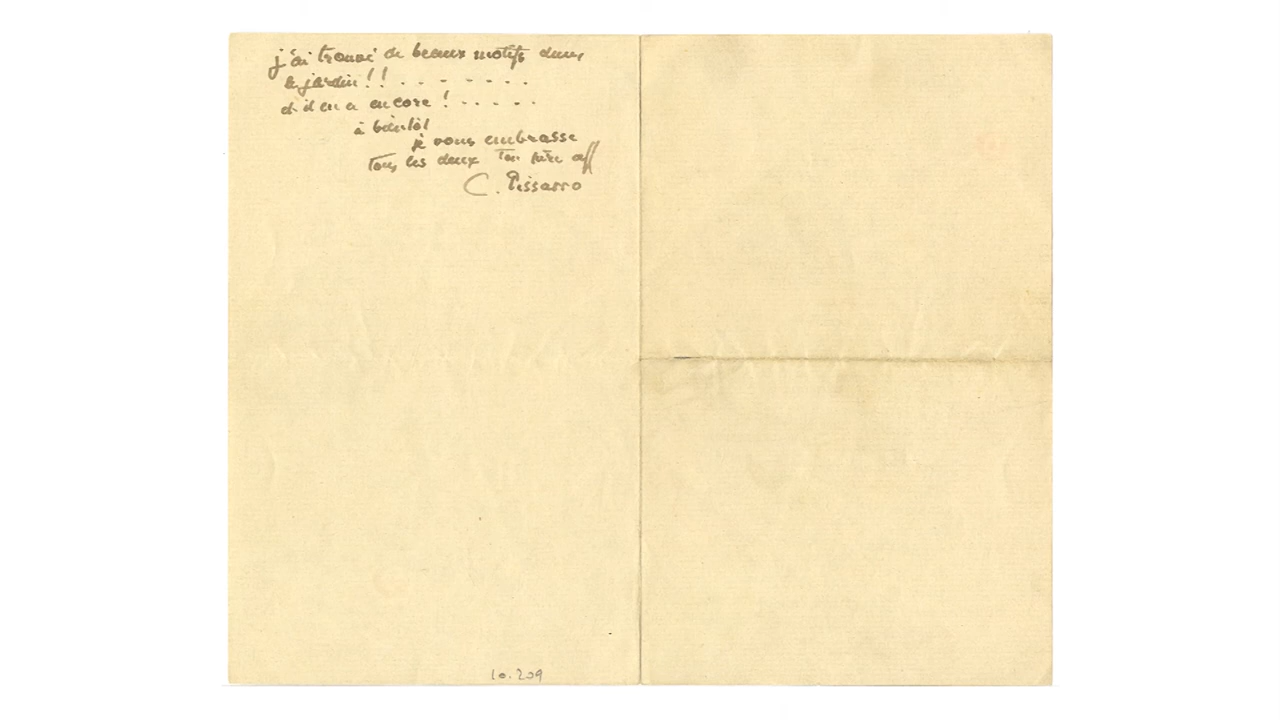 j'ai trouvé de beaux motifs dans
le jardin!! . . . . . . .
et il en a encore! . . . . .
à bientôt
je vous embrasse
tous les deux Ton père aff
C. Pissarro
10.209